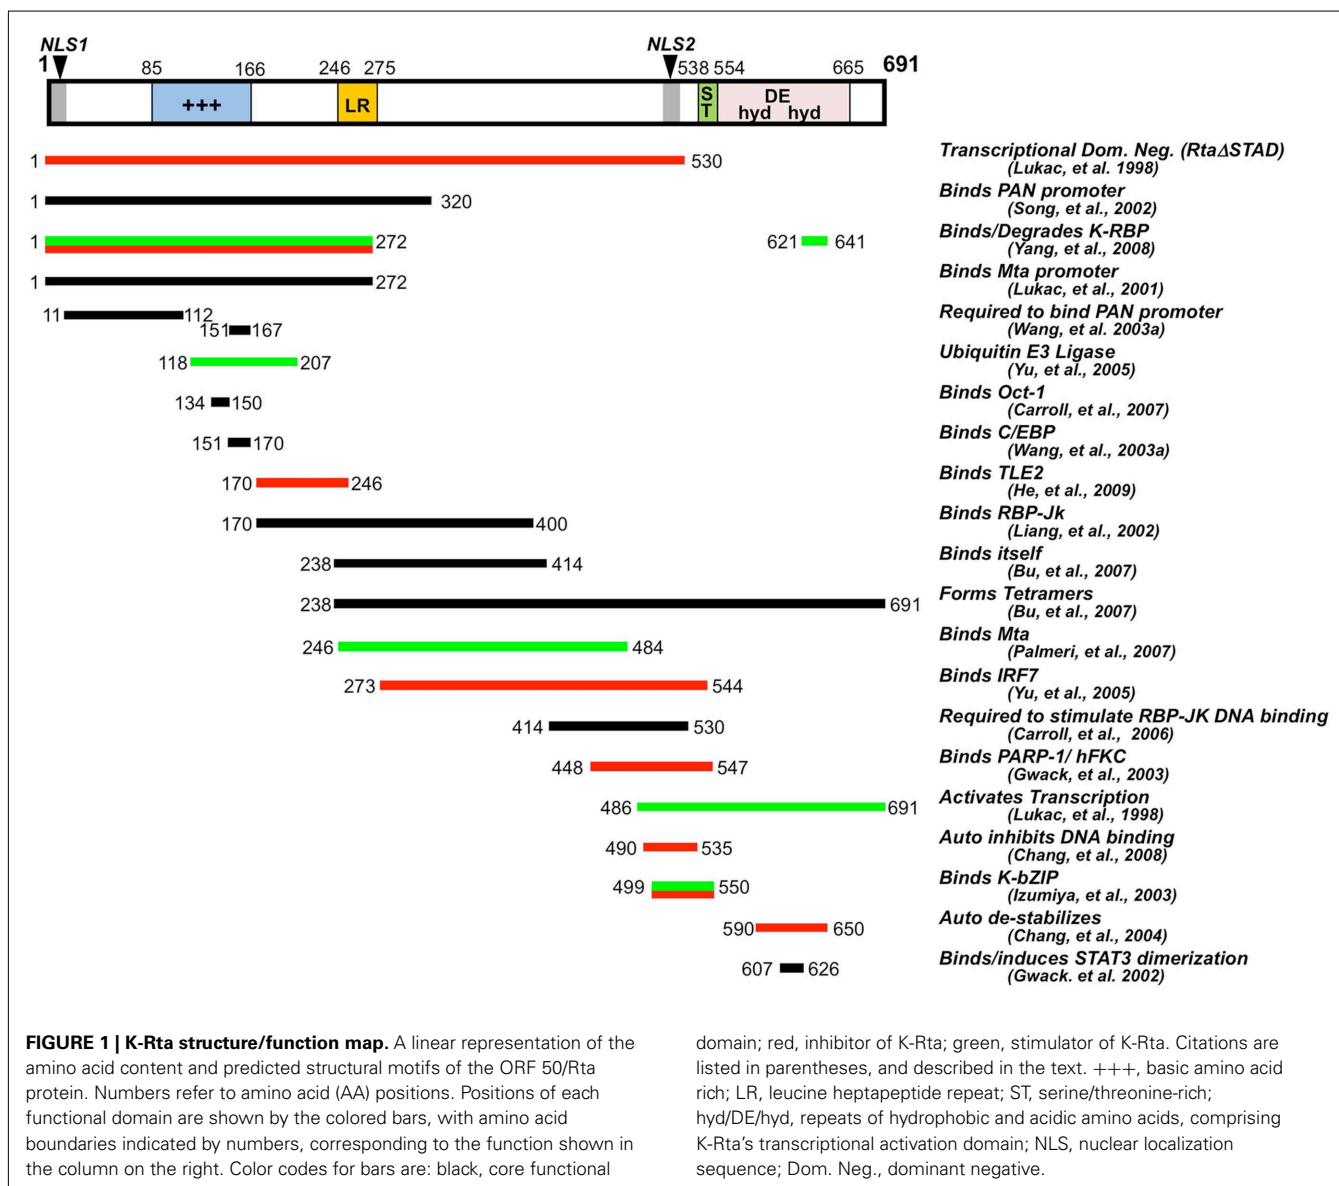 NLS1 NLS2
1 85 166 246 275 538 554 665 691
+++ LR S T DE hyd hyd
1 530 Transcriptional Dom. Neg. (RtaΔSTAD)
(Lukac, et al. 1998)
1 320 Binds PAN promoter
(Song, et al., 2002)
1 272 621 641 Binds/Degrades K-RBP
(Yang, et al., 2008)
1 272 Binds Mta promoter
(Lukac, et al., 2001)
11 112 Required to bind PAN promoter
151 167 (Wang, et al. 2003a)
118 207 Ubiquitin E3 Ligase
(Yu, et al., 2005)
134 150 Binds Oct-1
(Carroll, et al., 2007)
151 170 Binds C/EBP
(Wang, et al., 2003a)
170 246 Binds TLE2
(He, et al., 2009)
170 400 Binds RBP-Jk
(Liang, et al., 2002)
238 414 Binds itself
(Bu, et al., 2007)
238 691 Forms Tetramers
(Bu, et al., 2007)
246 484 Binds Mta
(Palmeri, et al., 2007)
273 544 Binds IRF7
(Yu, et al., 2005)
414 530 Required to stimulate RBP-JK DNA binding
(Carroll, et al., 2006)
448 547 Binds PARP-1/ hFKC
(Gwack, et al., 2003)
486 691 Activates Transcription
(Lukac, et al., 1998)
490 535 Auto inhibits DNA binding
(Chang, et al., 2008)
499 550 Binds K-bZIP
(Izumiya, et al., 2003)
590 650 Auto de-stabilizes
(Chang, et al., 2004)
607 626 Binds/induces STAT3 dimerization
(Gwack. et al. 2002)
FIGURE 1 | K-Rta structure/function map. A linear representation of the
amino acid content and predicted structural motifs of the ORF 50/Rta
protein. Numbers refer to amino acid (AA) positions. Positions of each
functional domain are shown by the colored bars, with amino acid
boundaries indicated by numbers, corresponding to the function shown in
the column on the right. Color codes for bars are: black, core functional
domain; red, inhibitor of K-Rta; green, stimulator of K-Rta. Citations are
listed in parentheses, and described in the text. +++, basic amino acid
rich; LR, leucine heptapeptide repeat; ST, serine/threonine-rich;
hyd/DE/hyd, repeats of hydrophobic and acidic amino acids, comprising
K-Rta's transcriptional activation domain; NLS, nuclear localization
sequence; Dom. Neg., dominant negative.